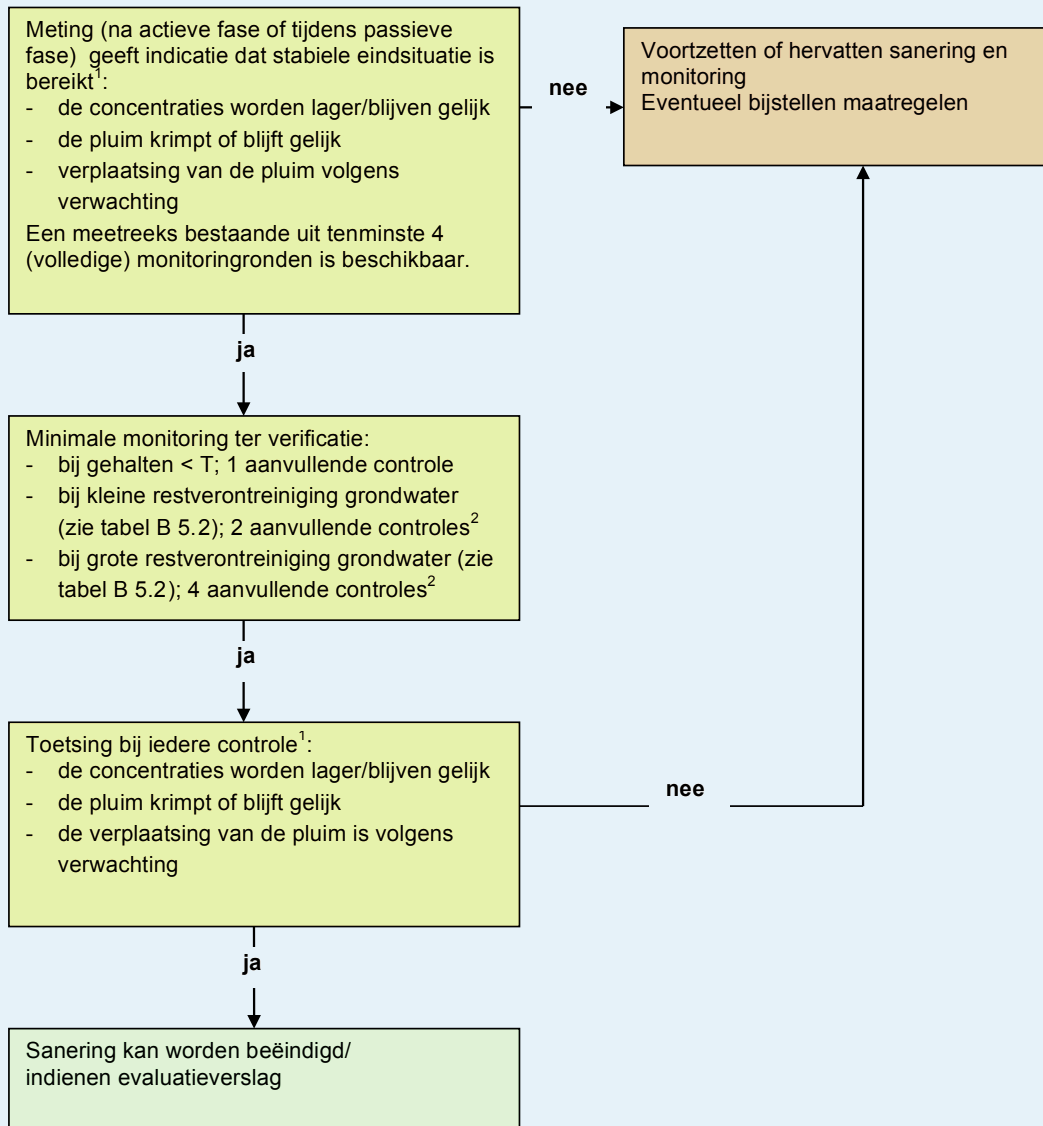 Meting (na actieve fase of tijdens passieve
fase)  geeft indicatie dat stabiele eindsituatie is
bereikt¹:
- de concentraties worden lager/blijven gelijk
- de pluim krimpt of blijft gelijk
- verplaatsing van de pluim volgens
verwachting
Een meetreeks bestaande uit tenminste 4
(volledige) monitoringronden is beschikbaar.
nee
Voortzetten of hervatten sanering en
monitoring
Eventueel bijstellen maatregelen
ja
Minimale monitoring ter verificatie:
- bij gehalten < T; 1 aanvullende controle
- bij kleine restverontreiniging grondwater
(zie tabel B 5.2); 2 aanvullende controles²
- bij grote restverontreiniging grondwater (zie
tabel B 5.2); 4 aanvullende controles²
ja
Toetsing bij iedere controle¹:
- de concentraties worden lager/blijven gelijk
- de pluim krimpt of blijft gelijk
- de verplaatsing van de pluim is volgens
verwachting
nee
ja
Sanering kan worden beëindigd/
indienen evaluatieverslag